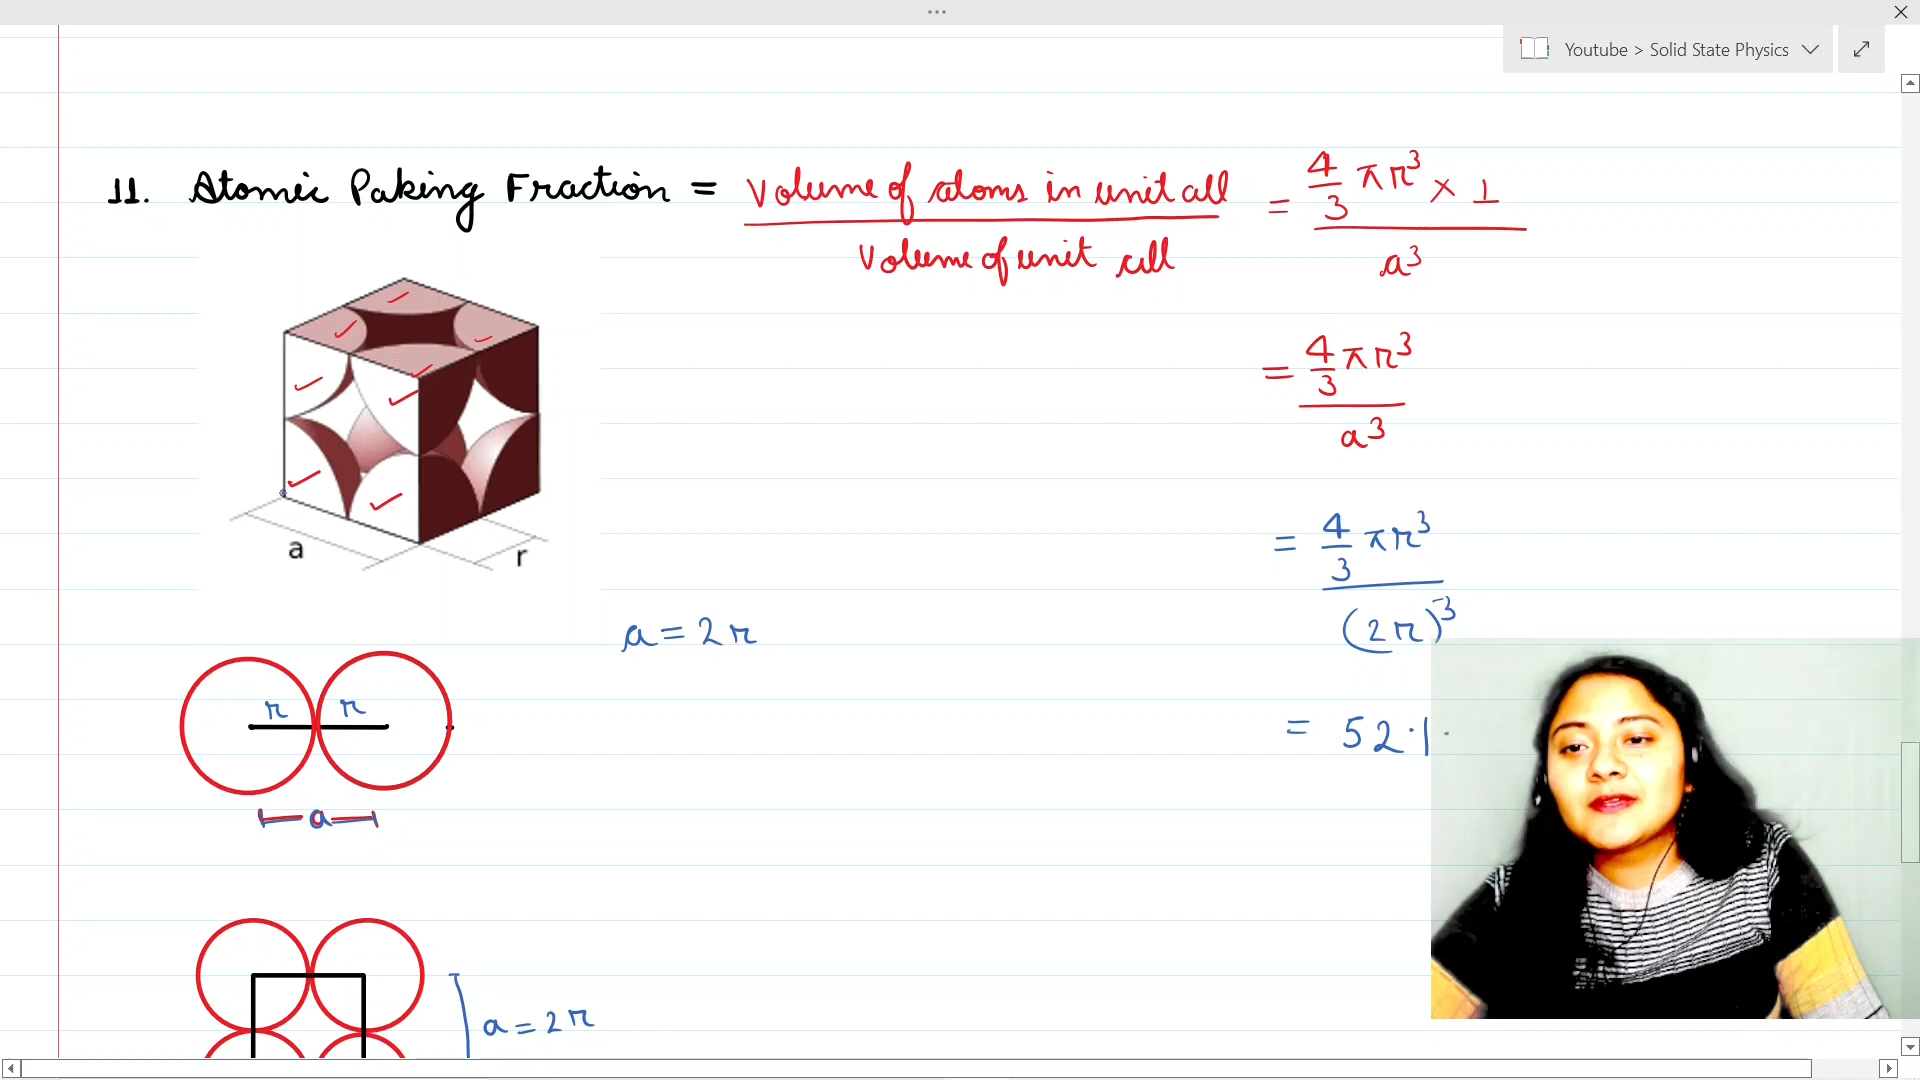 Youtube > Solid State Physics
11. Atomic Paking Fraction = Volume of atoms in unit cell / Volume of unit cell = 4/3 πr³ × 1 / a³
= 4/3 πr³ / a³
= 4/3 πr³ / (2r)³
a r
a = 2r
r r
= 52.1
a
a = 2r